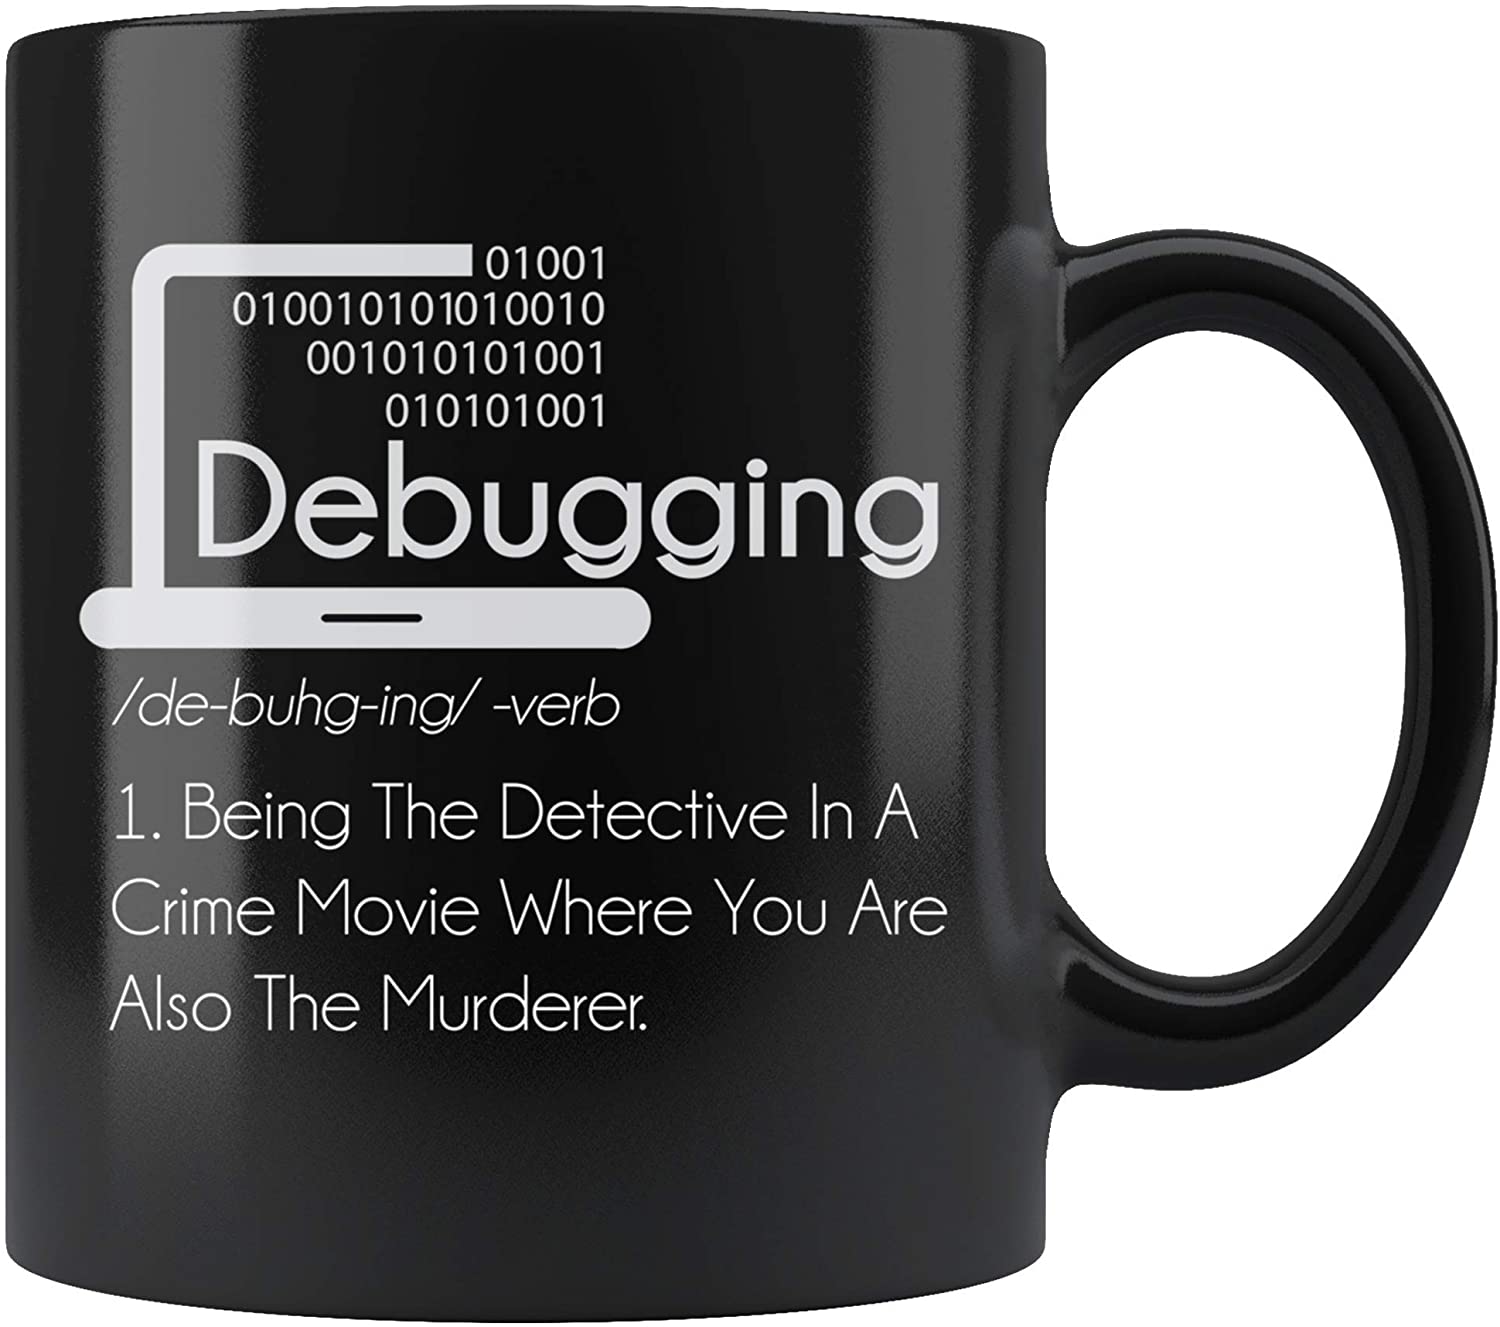 01001
010010101010010
001010101001
010101001
Debugging
/de-buhg-ing/ -verb
1. Being The Detective In A
Crime Movie Where You Are
Also The Murderer.